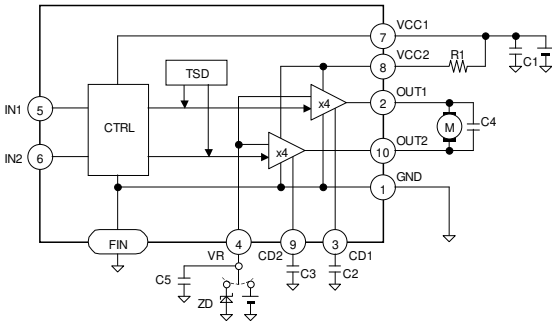 VCC1
7
VCC2
8
R1
C1
TSD
OUT1
2
x4
IN1
5
CTRL
M
C4
OUT2
10
IN2
6
x4
GND
1
FIN
4
9
3
VR
CD2
CD1
C5
C3
C2
ZD